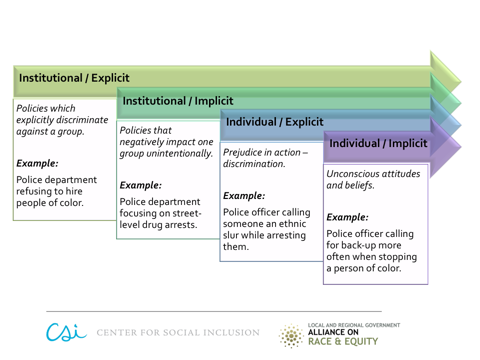 Institutional / Explicit
Policies which
explicitly discriminate
against a group.
Example:
Police department
refusing to hire
people of color.
Institutional / Implicit
Policies that
negatively impact one
group unintentionally.
Example:
Police department
focusing on street-
level drug arrests.
Individual / Explicit
Prejudice in action –
discrimination.
Example:
Police officer calling
someone an ethnic
slur while arresting
them.
Individual / Implicit
Unconscious attitudes
and beliefs.
Example:
Police officer calling
for back-up more
often when stopping
a person of color.
csi CENTER FOR SOCIAL INCLUSION
LOCAL AND REGIONAL GOVERNMENT
ALLIANCE ON
RACE & EQUITY